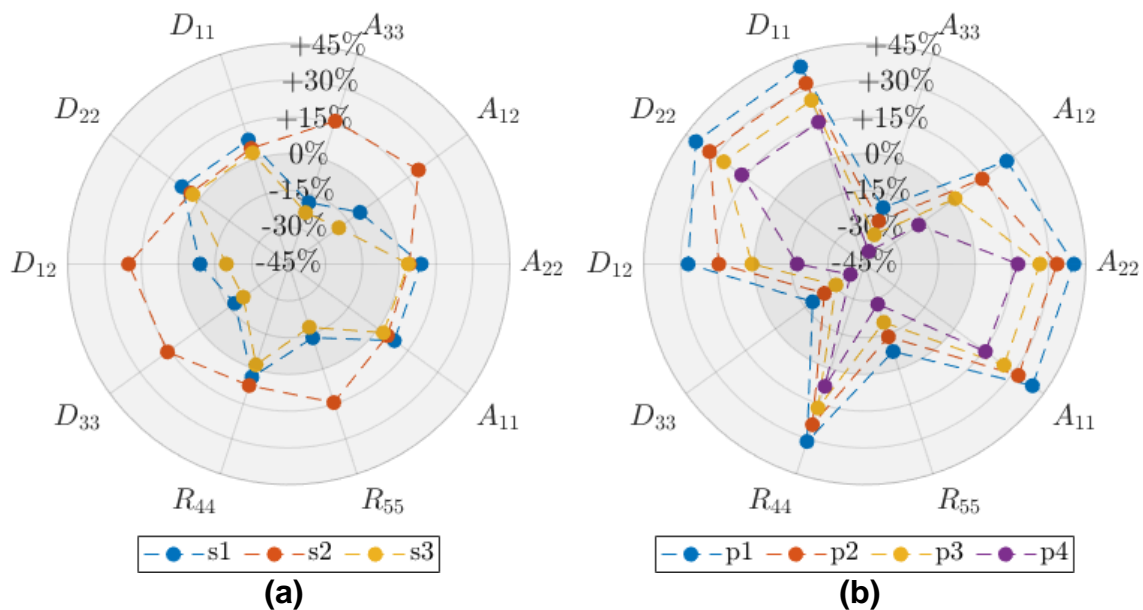 D₁₁ A₃₃
D₂₂ A₁₂
D₁₂ A₂₂
D₃₃ A₁₁
R₄₄ R₅₅
+45%
+30%
+15%
0%
-15%
-30%
-45%
s1 s2 s3
(a)
D₁₁ A₃₃
D₂₂ A₁₂
D₁₂ A₂₂
D₃₃ A₁₁
R₄₄ R₅₅
+45%
+30%
+15%
0%
-15%
-30%
-45%
p1 p2 p3 p4
(b)